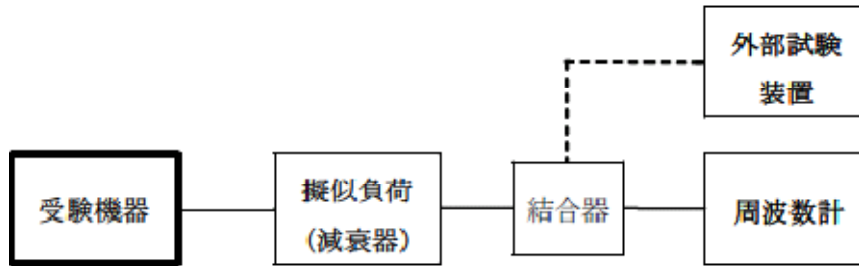 外部試験
装置
受験機器
擬似負荷
(減衰器)
結合器
周波数計